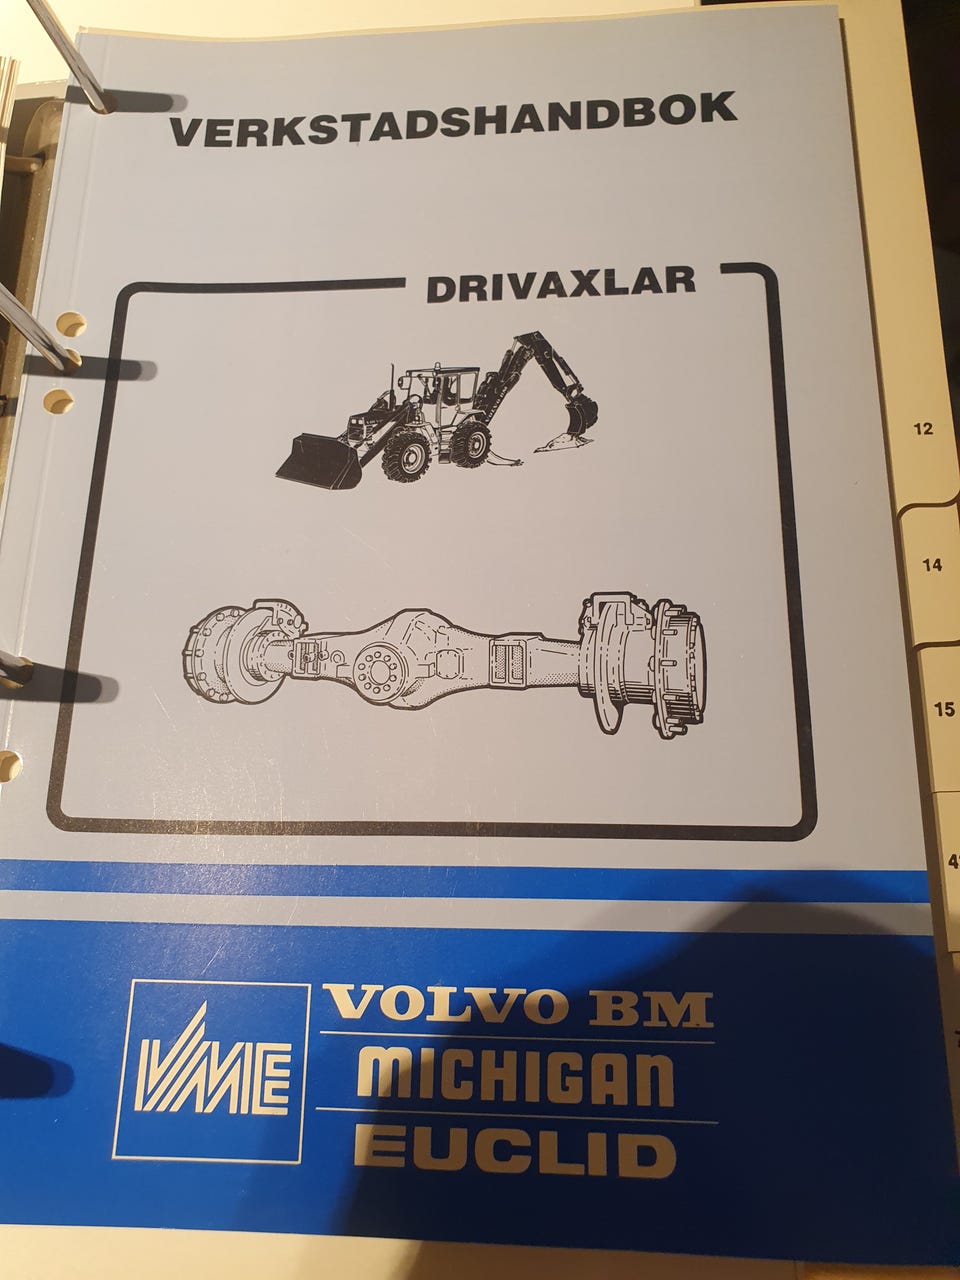 VERKSTADSHANDBOK
DRIVAXLAR
12
14
15
VME
VOLVO BM
MICHIGAN
EUCLID